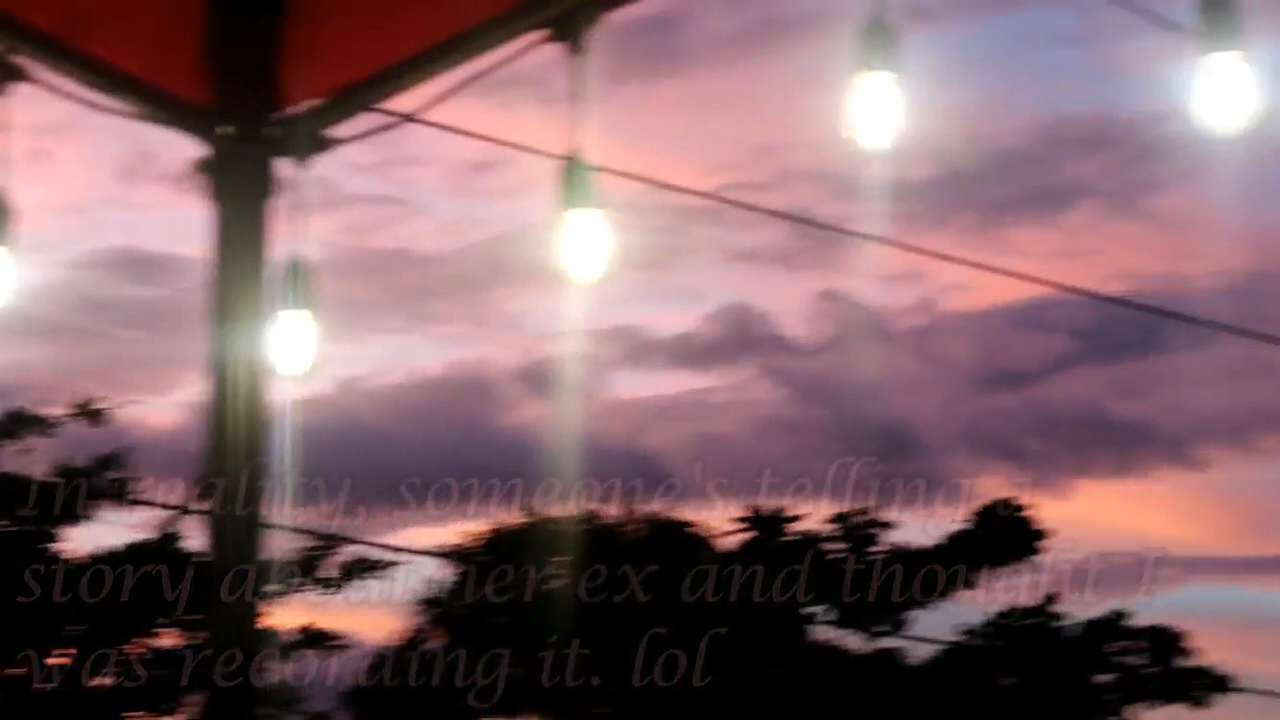 In reality, someone's telling a
story about her ex and thought I
was recording it. lol